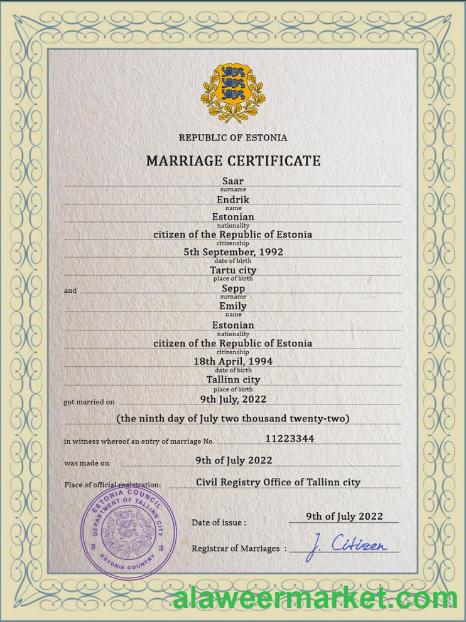 REPUBLIC OF ESTONIA
MARRIAGE CERTIFICATE
Saar
surname
Endrik
name
Estonian
nationality
citizen of the Republic of Estonia
citizenship
5th September, 1992
date of birth
Tartu city
place of birth
and Sepp
surname
Emily
name
Estonian
nationality
citizen of the Republic of Estonia
citizenship
18th April, 1994
date of birth
Tallinn city
place of birth
got married on 9th July, 2022
(the ninth day of July two thousand twenty-two)
in witness whereof an entry of marriage No. 11223344
was made on 9th of July 2022
Place of official registration: Civil Registry Office of Tallinn city
ESTONIA COUNCIL
DEPARTMENT OF TALLINN CITY
3 3
ESTONIA COUNTRY
Date of issue : 9th of July 2022
Registrar of Marriages : J. Citizen
alaweermarket.com